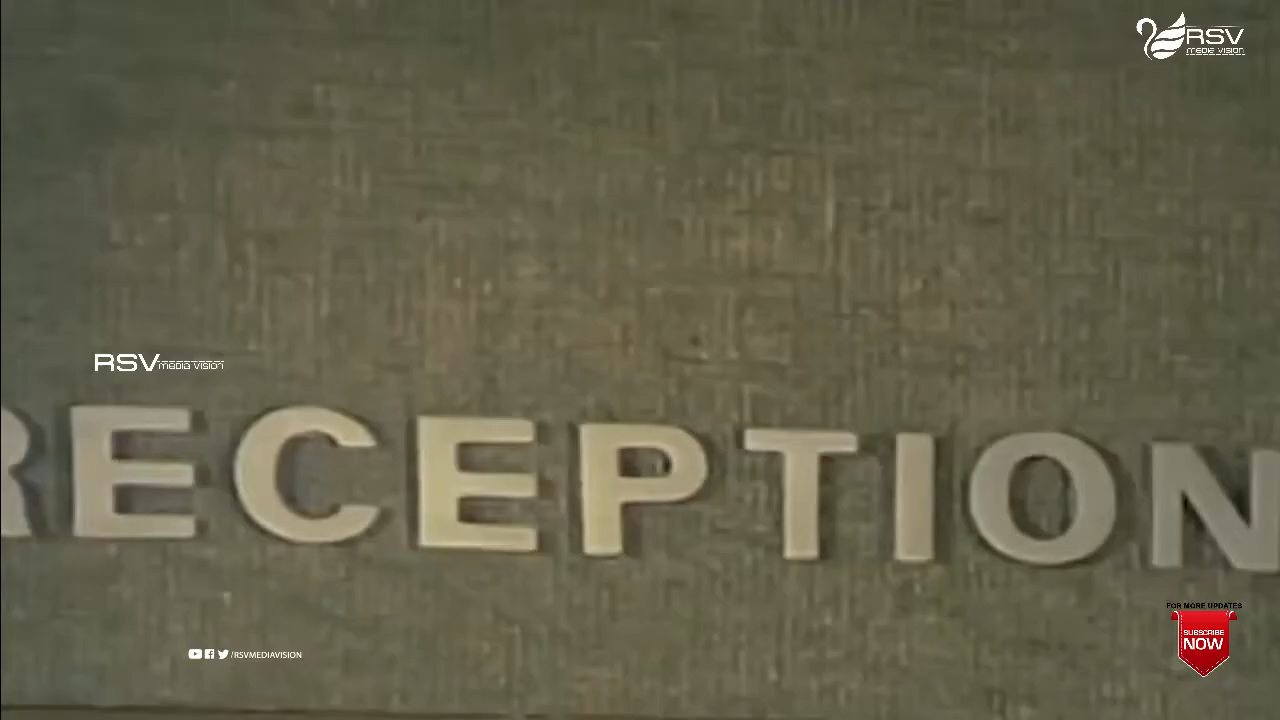 RSV
media vision
RSV media vision
RECEPTION
FOR MORE UPDATES
SUBSCRIBE
NOW
/RSVMEDIAVISION